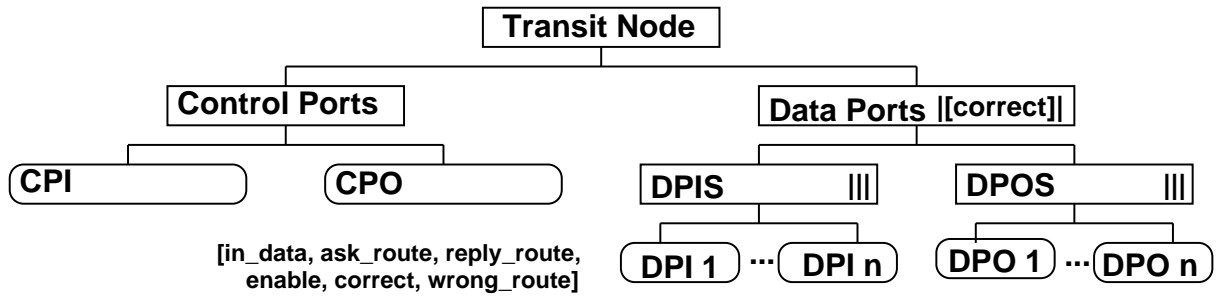 Transit Node
Control Ports
Data Ports |[correct]|
CPI
CPO
DPIS |||
DPOS |||
[in_data, ask_route, reply_route,
enable, correct, wrong_route]
DPI 1 ... DPI n
DPO 1 ... DPO n